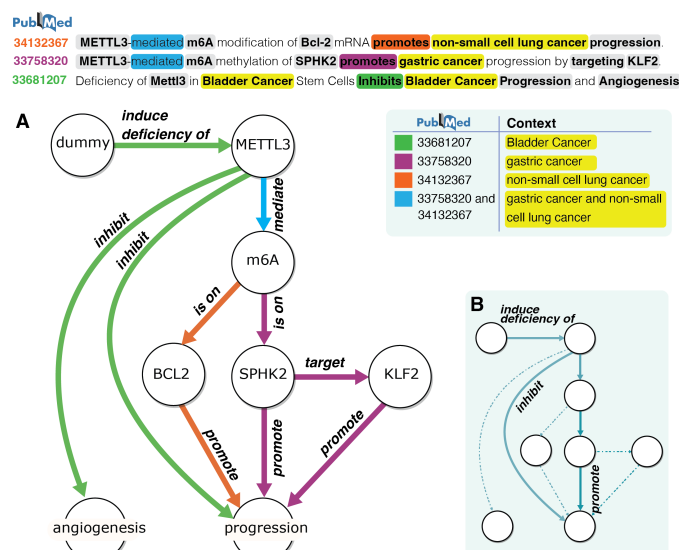 PubMed
34132367 METTL3-mediated m6A modification of Bcl-2 mRNA promotes non-small cell lung cancer progression.
33758320 METTL3-mediated m6A methylation of SPHK2 promotes gastric cancer progression by targeting KLF2.
33681207 Deficiency of Mettl3 in Bladder Cancer Stem Cells Inhibits Bladder Cancer Progression and Angiogenesis
A
induce
deficiency of
dummy
METTL3
inhibit
inhibit
mediate
m6A
is on
is on
BCL2
SPHK2
target
KLF2
promote
promote
promote
angiogenesis
progression
PubMed Context
33681207 Bladder Cancer
33758320 gastric cancer
34132367 non-small cell lung cancer
33758320 and gastric cancer and non-small
34132367 cell lung cancer
B
induce
deficiency of
inhibit
promote